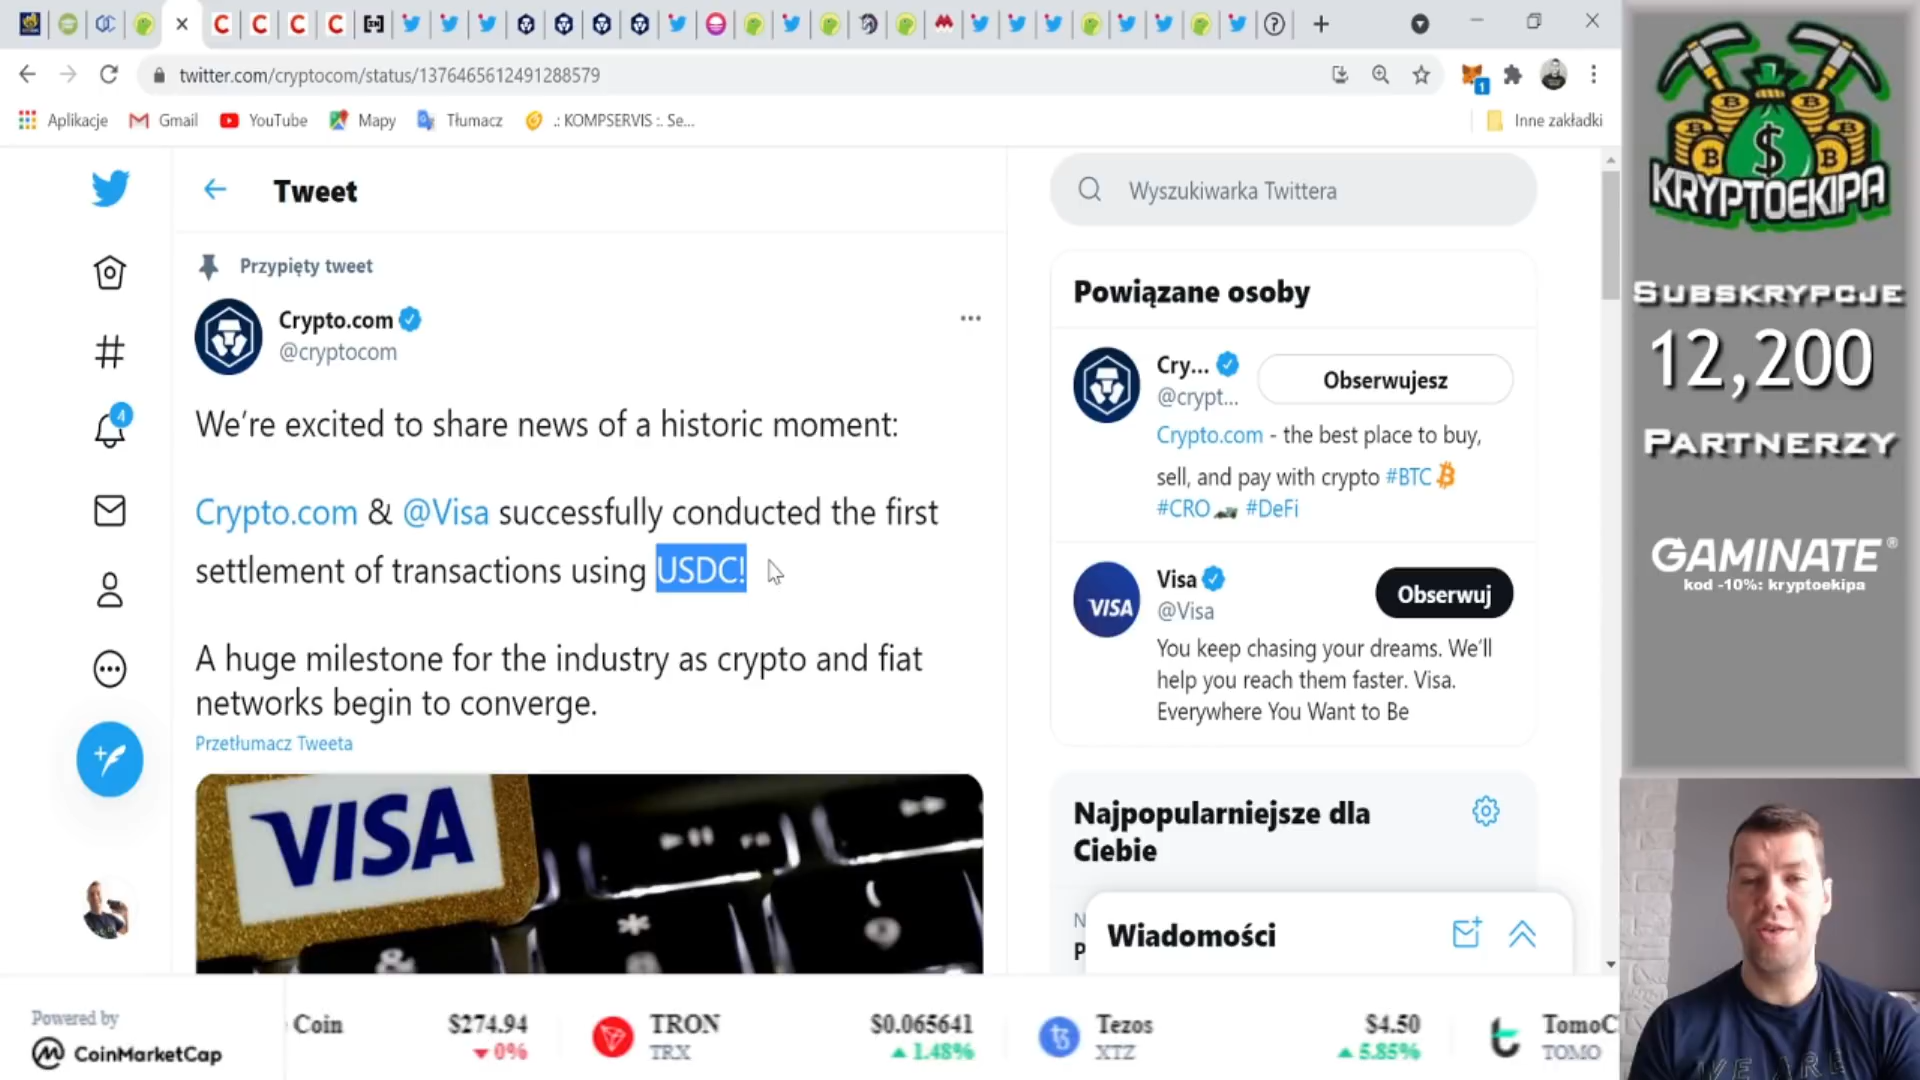 twitter.com/cryptocom/status/1376465612491288579
1
Aplikacje
Gmail
YouTube
Mapy
Tłumacz
.: KOMPSERVIS :. Se...
Inne zakładki
Tweet
Wyszukiwarka Twittera
Przypięty tweet
Crypto.com
@cryptocom
4
We're excited to share news of a historic moment:
Crypto.com & @Visa successfully conducted the first
settlement of transactions using USDC!
A huge milestone for the industry as crypto and fiat
networks begin to converge.
Przetłumacz Tweeta
VISA
Powiązane osoby
Cry...
@crypt...
Obserwujesz
Crypto.com - the best place to buy,
sell, and pay with crypto #BTC
#CRO #DeFi
VISA
Visa
@Visa
Obserwuj
You keep chasing your dreams. We'll
help you reach them faster. Visa.
Everywhere You Want to Be
Najpopularniejsze dla
Ciebie
Wiadomości
KRYPTOEKIPA
SUBSKRYPCJE
12,200
PARTNERZY
GAMINATE®
kod -10%: kryptoekipa
WE ARE
Powered by
CoinMarketCap
Coin
$274.94
0%
TRON
TRX
$0.065641
1.48%
Tezos
XTZ
$4.50
5.85%
TomoC
TOMO